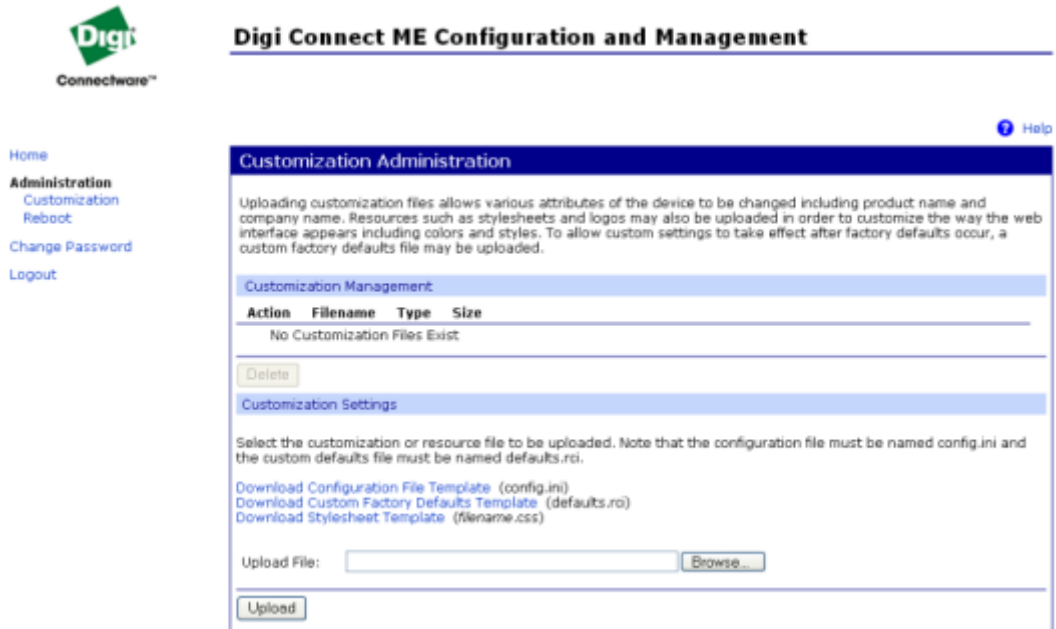 Digi
Connectware™
Digi Connect ME Configuration and Management
? Help
Home
Administration
Customization
Reboot
Change Password
Logout
Customization Administration
Uploading customization files allows various attributes of the device to be changed including product name and
company name. Resources such as stylesheets and logos may also be uploaded in order to customize the way the web
interface appears including colors and styles. To allow custom settings to take effect after factory defaults occur, a
custom factory defaults file may be uploaded.
Customization Management
Action Filename Type Size
No Customization Files Exist
Delete
Customization Settings
Select the customization or resource file to be uploaded. Note that the configuration file must be named config.ini and
the custom defaults file must be named defaults.rci.
Download Configuration File Template (config.ini)
Download Custom Factory Defaults Template (defaults.rci)
Download Stylesheet Template (filename.css)
Upload File: Browse...
Upload